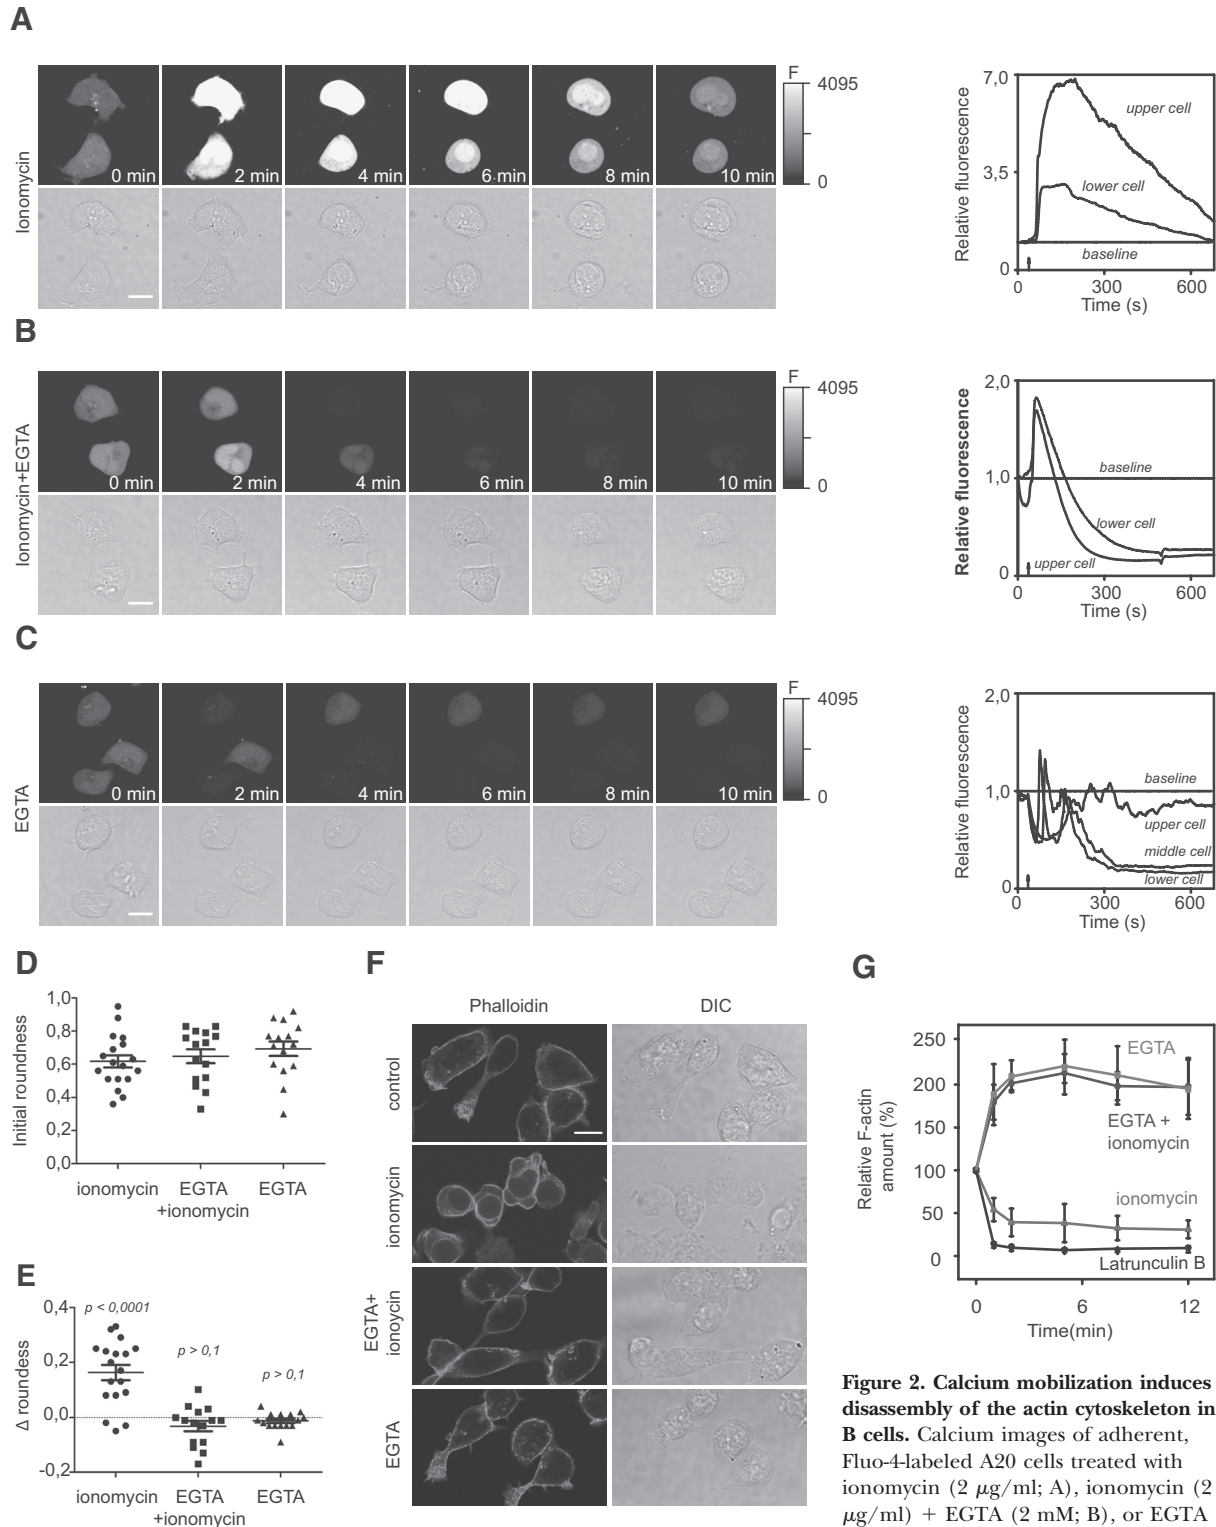 A
Ionomycin
0 min 2 min 4 min 6 min 8 min 10 min
F
4095
0
Relative fluorescence
7,0
3,5
0
upper cell
lower cell
baseline
0 300 600
Time (s)
B
Ionomycin+EGTA
0 min 2 min 4 min 6 min 8 min 10 min
F
4095
0
Relative fluorescence
2,0
1,0
0
baseline
lower cell
upper cell
0 300 600
Time (s)
C
EGTA
0 min 2 min 4 min 6 min 8 min 10 min
F
4095
0
Relative fluorescence
2,0
1,0
0
baseline
upper cell
middle cell
lower cell
0 300 600
Time (s)
D
Initial roundness
1,0
0,8
0,6
0,4
0,2
0,0
ionomycin EGTA EGTA
+ionomycin
E
Δ roundess
0,4
0,2
0,0
-0,2
p < 0,0001
p > 0,1
p > 0,1
ionomycin EGTA EGTA
+ionomycin
F
Phalloidin DIC
control
ionomycin
EGTA+
ionoycin
EGTA
G
Relative F-actin
amount (%)
250
200
150
100
50
0
EGTA
EGTA +
ionomycin
ionomycin
Latrunculin B
0 6 12
Time(min)
Figure 2. Calcium mobilization induces
disassembly of the actin cytoskeleton in
B cells. Calcium images of adherent,
Fluo-4-labeled A20 cells treated with
ionomycin (2 μg/ml; A), ionomycin (2
μg/ml) + EGTA (2 mM; B), or EGTA